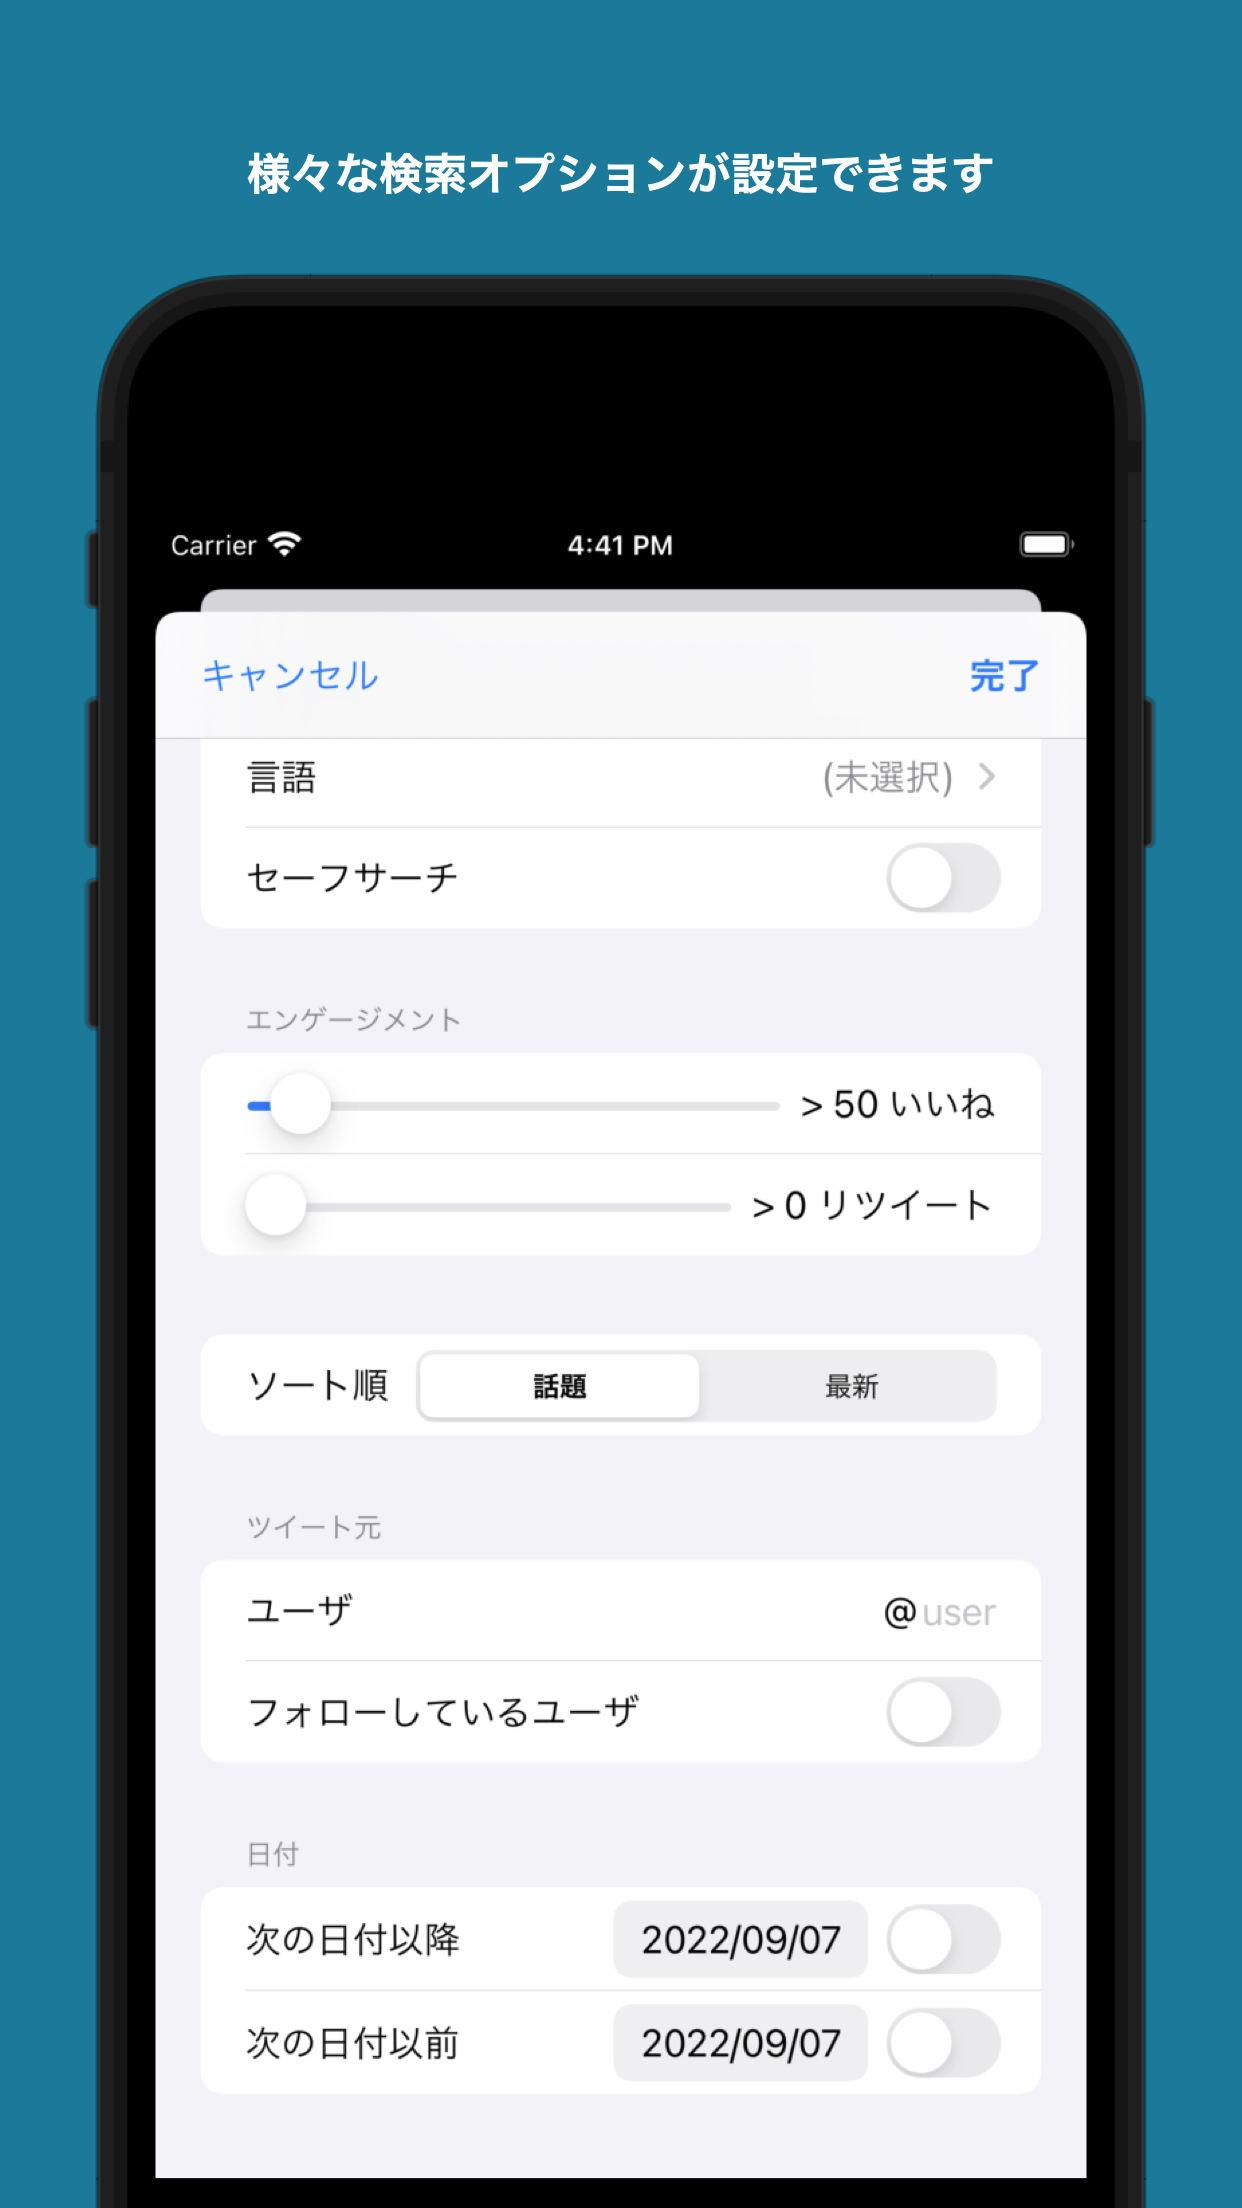 様々な検索オプションが設定できます
Carrier 4:41 PM
キャンセル 完了
言語 (未選択)
セーフサーチ
エンゲージメント
> 50 いいね
> 0 リツイート
ソート順 話題 最新
ツイート元
ユーザ @user
フォローしているユーザ
日付
次の日付以降 2022/09/07
次の日付以前 2022/09/07